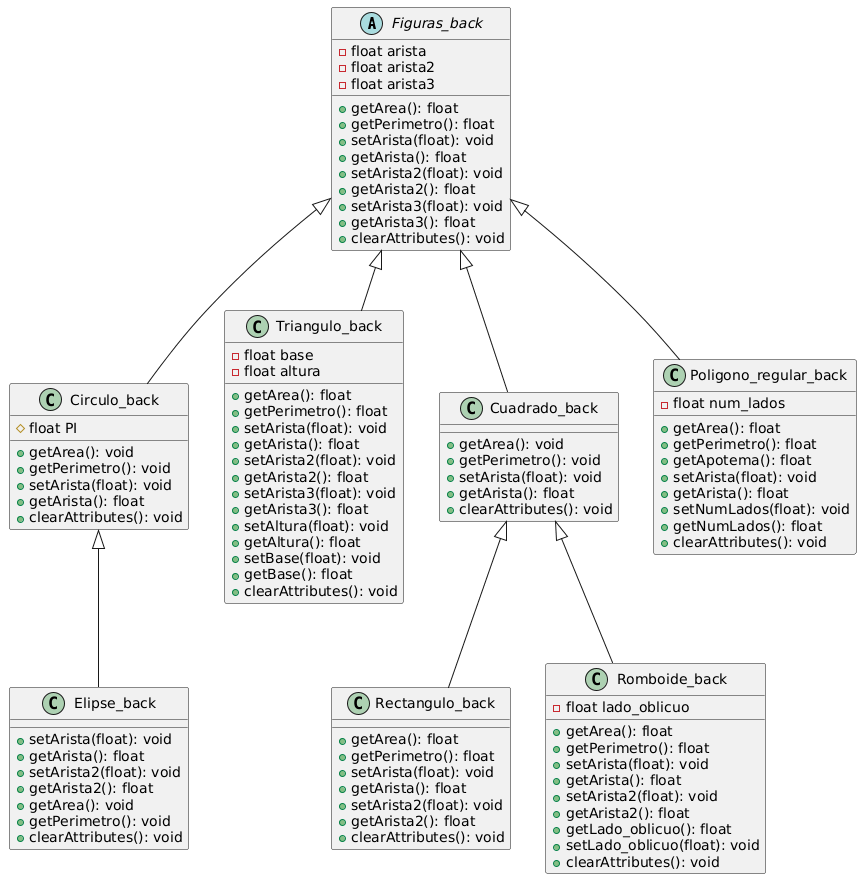 A Figuras_back
float arista
float arista2
float arista3
getArea(): float
getPerimetro(): float
setArista(float): void
getArista(): float
setArista2(float): void
getArista2(): float
setArista3(float): void
getArista3(): float
clearAttributes(): void
C Circulo_back
float PI
getArea(): void
getPerimetro(): void
setArista(float): void
getArista(): float
clearAttributes(): void
C Triangulo_back
float base
float altura
getArea(): float
getPerimetro(): float
setArista(float): void
getArista(): float
setArista2(float): void
getArista2(): float
setArista3(float): void
getArista3(): float
setAltura(float): void
getAltura(): float
setBase(float): void
getBase(): float
clearAttributes(): void
C Cuadrado_back
getArea(): void
getPerimetro(): void
setArista(float): void
getArista(): float
clearAttributes(): void
C Poligono_regular_back
float num_lados
getArea(): float
getPerimetro(): float
getApotema(): float
setArista(float): void
getArista(): float
setNumLados(float): void
getNumLados(): float
clearAttributes(): void
C Elipse_back
setArista(float): void
getArista(): float
setArista2(float): void
getArista2(): float
getArea(): void
getPerimetro(): void
clearAttributes(): void
C Rectangulo_back
getArea(): float
getPerimetro(): float
setArista(float): void
getArista(): float
setArista2(float): void
getArista2(): float
clearAttributes(): void
C Romboide_back
float lado_oblicuo
getArea(): float
getPerimetro(): float
setArista(float): void
getArista(): float
setArista2(float): void
getArista2(): float
getLado_oblicuo(): float
setLado_oblicuo(float): void
clearAttributes(): void